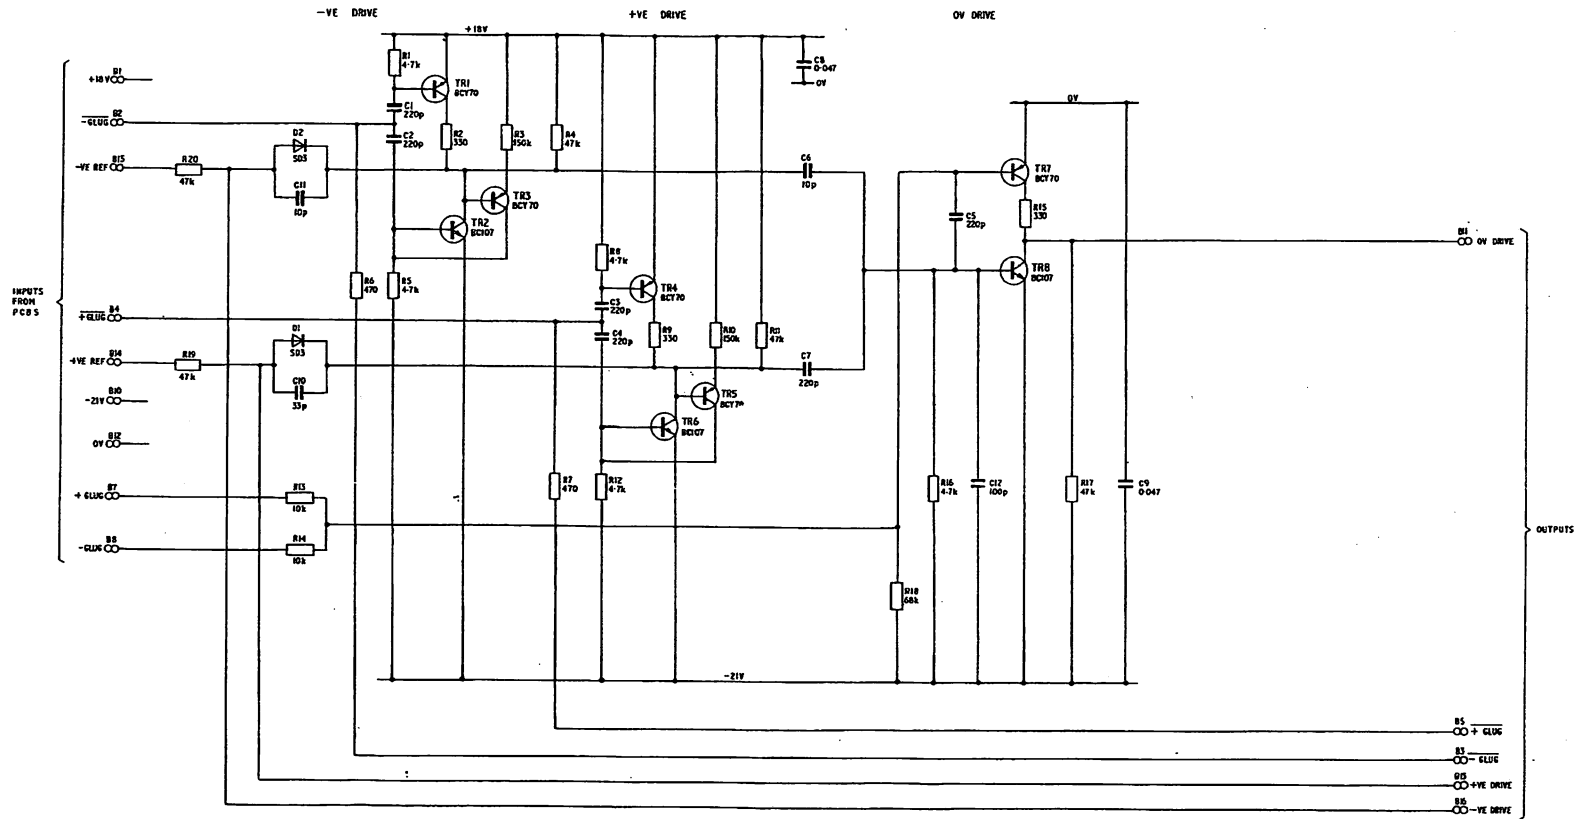 -VE DRIVE
+VE DRIVE
0V DRIVE
+18V
R1
4·7k
C8
0·047
0V
B1
+18V
TR1
BCY70
C1
220p
0V
B2
-GLUG
D2
SD3
C2
220p
R2
330
R3
150k
R4
47k
B13
-VE REF
R20
47k
C6
10p
TR7
BCY70
C11
10p
TR3
BCY70
R15
330
C5
220p
TR2
BC107
B11
0V DRIVE
R8
4·7k
TR8
BC107
R6
470
R5
4·7k
TR4
BCY70
INPUTS
FROM
PCB 5
C3
220p
B4
+GLUG
D1
SD3
C4
220p
R9
330
R10
150k
R11
47k
B14
+VE REF
R19
47k
C7
220p
C10
33p
B10
-21V
TR5
TR6
BC107
B12
0V
R7
470
R12
4·7k
R16
4·7k
C12
100p
R17
47k
C9
0·047
B7
+GLUG
R13
10k
B8
-GLUG
R14
10k
OUTPUTS
R18
68k
-21V
B5
+ GLUG
B3
- GLUG
B15
+VE DRIVE
B16
-VE DRIVE